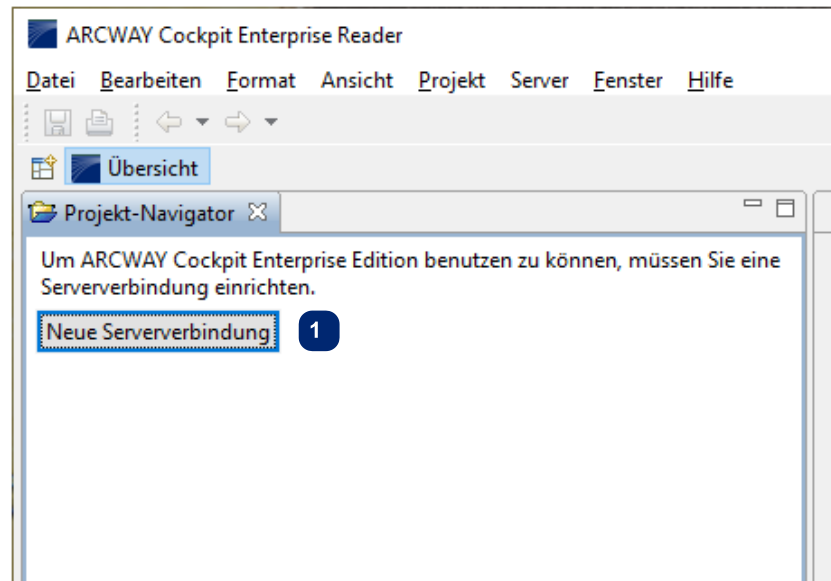 ARCWAY Cockpit Enterprise Reader
Datei Bearbeiten Format Ansicht Projekt Server Fenster Hilfe
Übersicht
Projekt-Navigator
Um ARCWAY Cockpit Enterprise Edition benutzen zu können, müssen Sie eine
Serververbindung einrichten.
Neue Serververbindung 1